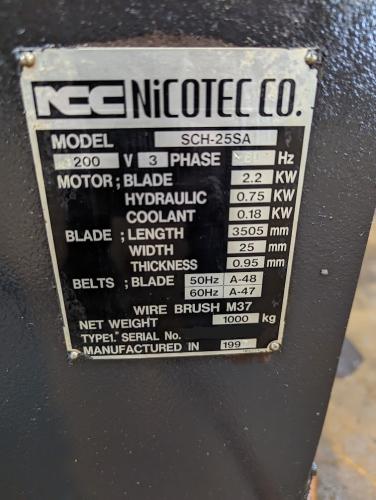 NCC NiCOTEC CO.
MODEL SCH-25SA
200 V 3 PHASE Hz
MOTOR ; BLADE 2.2 KW
HYDRAULIC 0.75 KW
COOLANT 0.18 KW
BLADE ; LENGTH 3505 mm
WIDTH 25 mm
THICKNESS 0.95 mm
BELTS ; BLADE 50Hz A-48
60Hz A-47
WIRE BRUSH M37
NET WEIGHT 1000 kg
TYPE1. SERIAL No.
MANUFACTURED IN 199